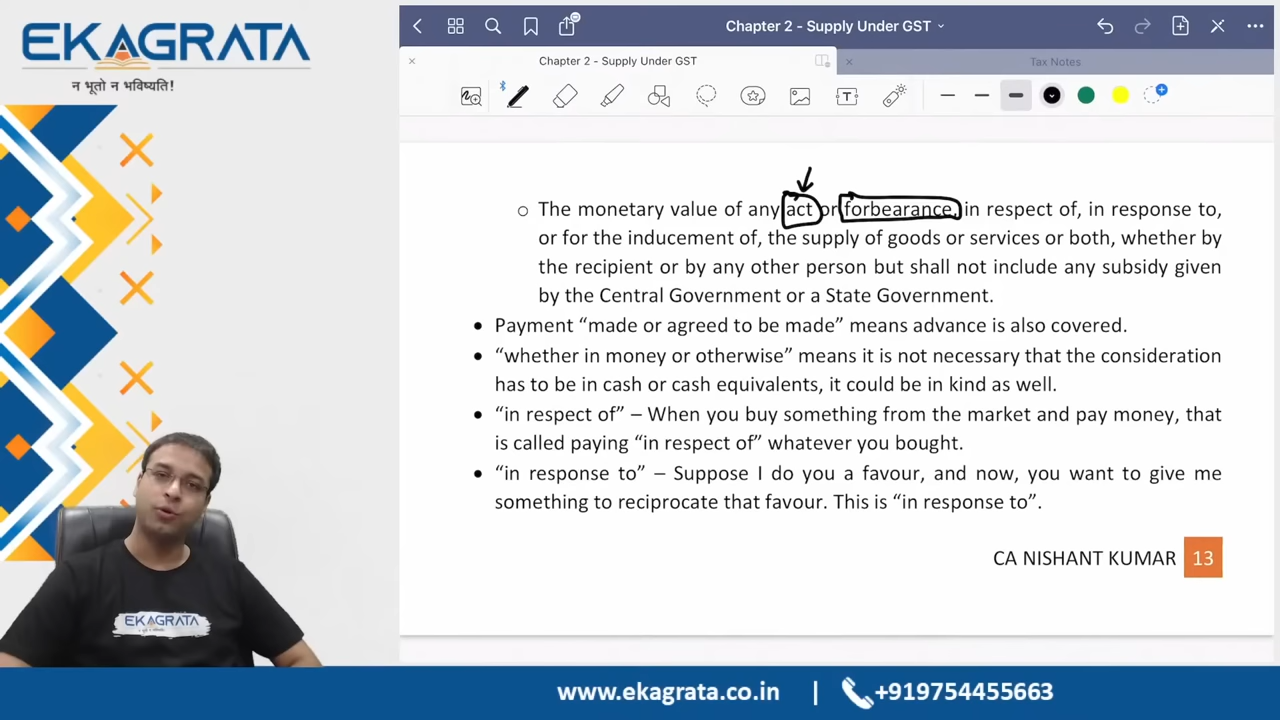 EKAGRATA
न भूतो न भविष्यति!
Chapter 2 - Supply Under GST
Chapter 2 - Supply Under GST
Tax Notes
The monetary value of any act or forbearance, in respect of, in response to,
or for the inducement of, the supply of goods or services or both, whether by
the recipient or by any other person but shall not include any subsidy given
by the Central Government or a State Government.
Payment “made or agreed to be made” means advance is also covered.
“whether in money or otherwise” means it is not necessary that the consideration
has to be in cash or cash equivalents, it could be in kind as well.
“in respect of” – When you buy something from the market and pay money, that
is called paying “in respect of” whatever you bought.
“in response to” – Suppose I do you a favour, and now, you want to give me
something to reciprocate that favour. This is “in response to”.
CA NISHANT KUMAR 13
EKAGRATA
www.ekagrata.co.in | +919754455663